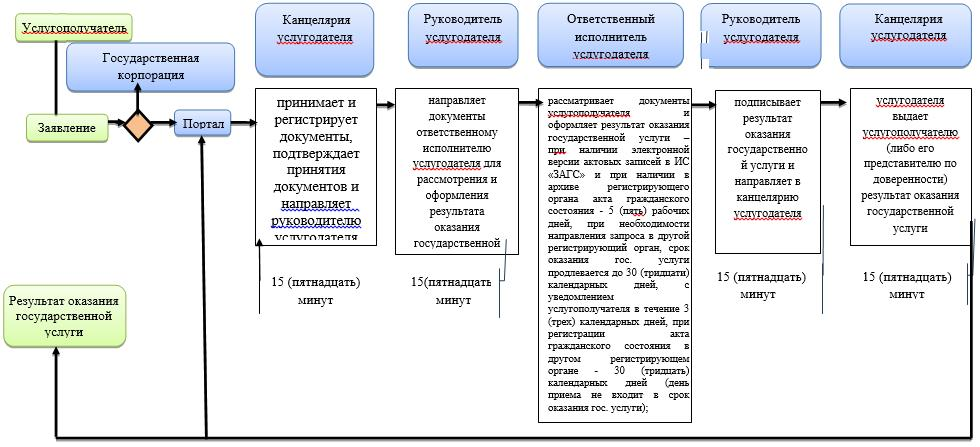 Услугополучатель
Государственная
корпорация
Заявление
Портал
Результат оказания
государственной
услуги
Канцелярия
услугодателя
принимает и
регистрирует
документы,
подтверждает
принятия
документов и
направляет
руководителю
услугодателя
15 (пятнадцать)
минут
Руководитель
услугодателя
направляет
документы
ответственному
исполнителю
услугодателя для
рассмотрения и
оформления
результата
оказания
государственной
15(пятнадцать
минут
Ответственный
исполнитель
услугодателя
рассматривает документы
услугополучателя и
оформляет результат оказания
государственной услуги –
при наличии электронной
версии актовых записей в ИС
«ЗАГС» и при наличии в
архиве регистрирующего
органа акта гражданского
состояния - 5 (пять) рабочих
дней, при необходимости
направления запроса в другой
регистрирующий орган, срок
оказания гос. услуги
продлевается до 30 (тридцати)
календарных дней, с
уведомлением
услугополучателя в течение 3
(трех) календарных дней, при
регистрации акта
гражданского состояния в
другом регистрирующем
органе - 30 (тридцать)
календарных дней (день
приема не входит в срок
оказания гос. услуги);
Руководитель
услугодателя
подписывает
результат
оказания
государственно
й услуги и
направляет в
канцелярию
услугодателя
15 (пятнадцать)
минут
Канцелярия
услугодателя
услугодателя
выдает
услугополучателю
(либо его
представителю по
доверенности)
результат оказания
государственной
услуги
15 (пятнадцать)
минут